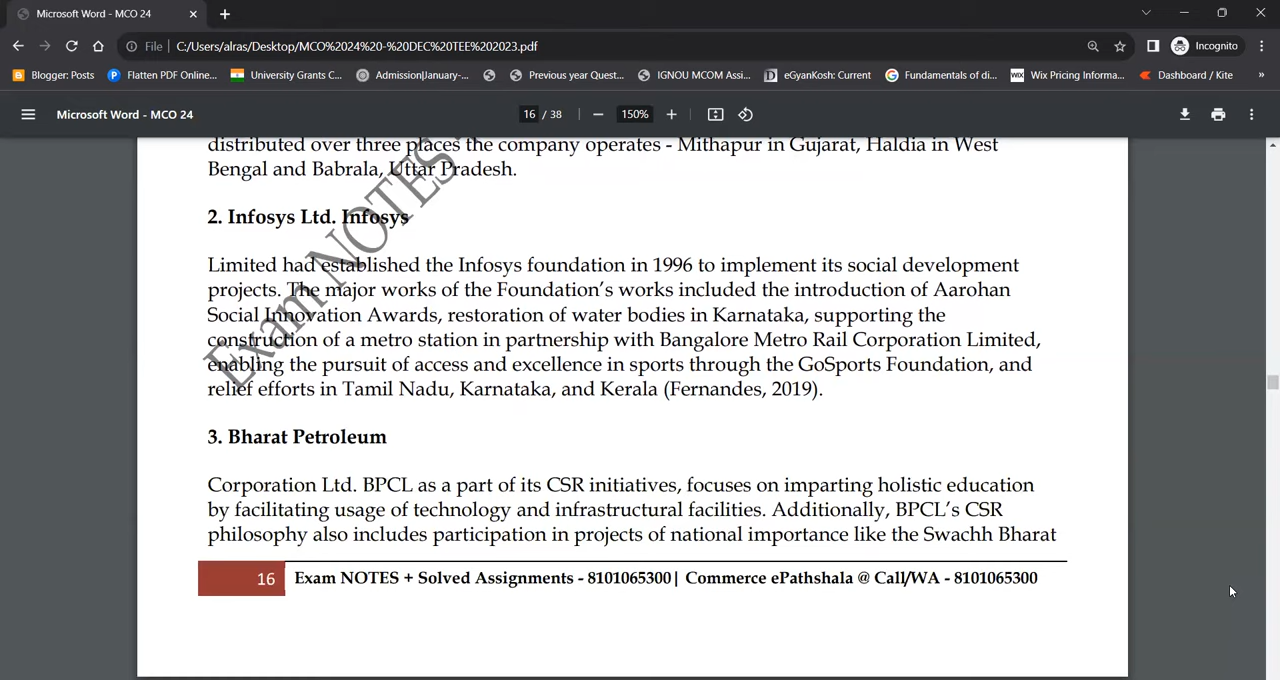 Microsoft Word - MCO 24
File | C:/Users/alras/Desktop/MCO%2024%20-%20DEC%20TEE%202023.pdf
Incognito
Blogger: Posts
Flatten PDF Online...
University Grants C...
Admission|January-...
Previous year Quest...
IGNOU MCOM Assi...
eGyanKosh: Current
Fundamentals of di...
WIX Wix Pricing Informa...
Dashboard / Kite
»
Microsoft Word - MCO 24
16 / 38
150%
distributed over three places the company operates - Mithapur in Gujarat, Haldia in West
Bengal and Babrala, Uttar Pradesh.
2. Infosys Ltd. Infosys
Limited had established the Infosys foundation in 1996 to implement its social development
projects. The major works of the Foundation's works included the introduction of Aarohan
Social Innovation Awards, restoration of water bodies in Karnataka, supporting the
construction of a metro station in partnership with Bangalore Metro Rail Corporation Limited,
enabling the pursuit of access and excellence in sports through the GoSports Foundation, and
relief efforts in Tamil Nadu, Karnataka, and Kerala (Fernandes, 2019).
Exam NOTES
3. Bharat Petroleum
Corporation Ltd. BPCL as a part of its CSR initiatives, focuses on imparting holistic education
by facilitating usage of technology and infrastructural facilities. Additionally, BPCL's CSR
philosophy also includes participation in projects of national importance like the Swachh Bharat
16 Exam NOTES + Solved Assignments - 8101065300| Commerce ePathshala @ Call/WA - 8101065300